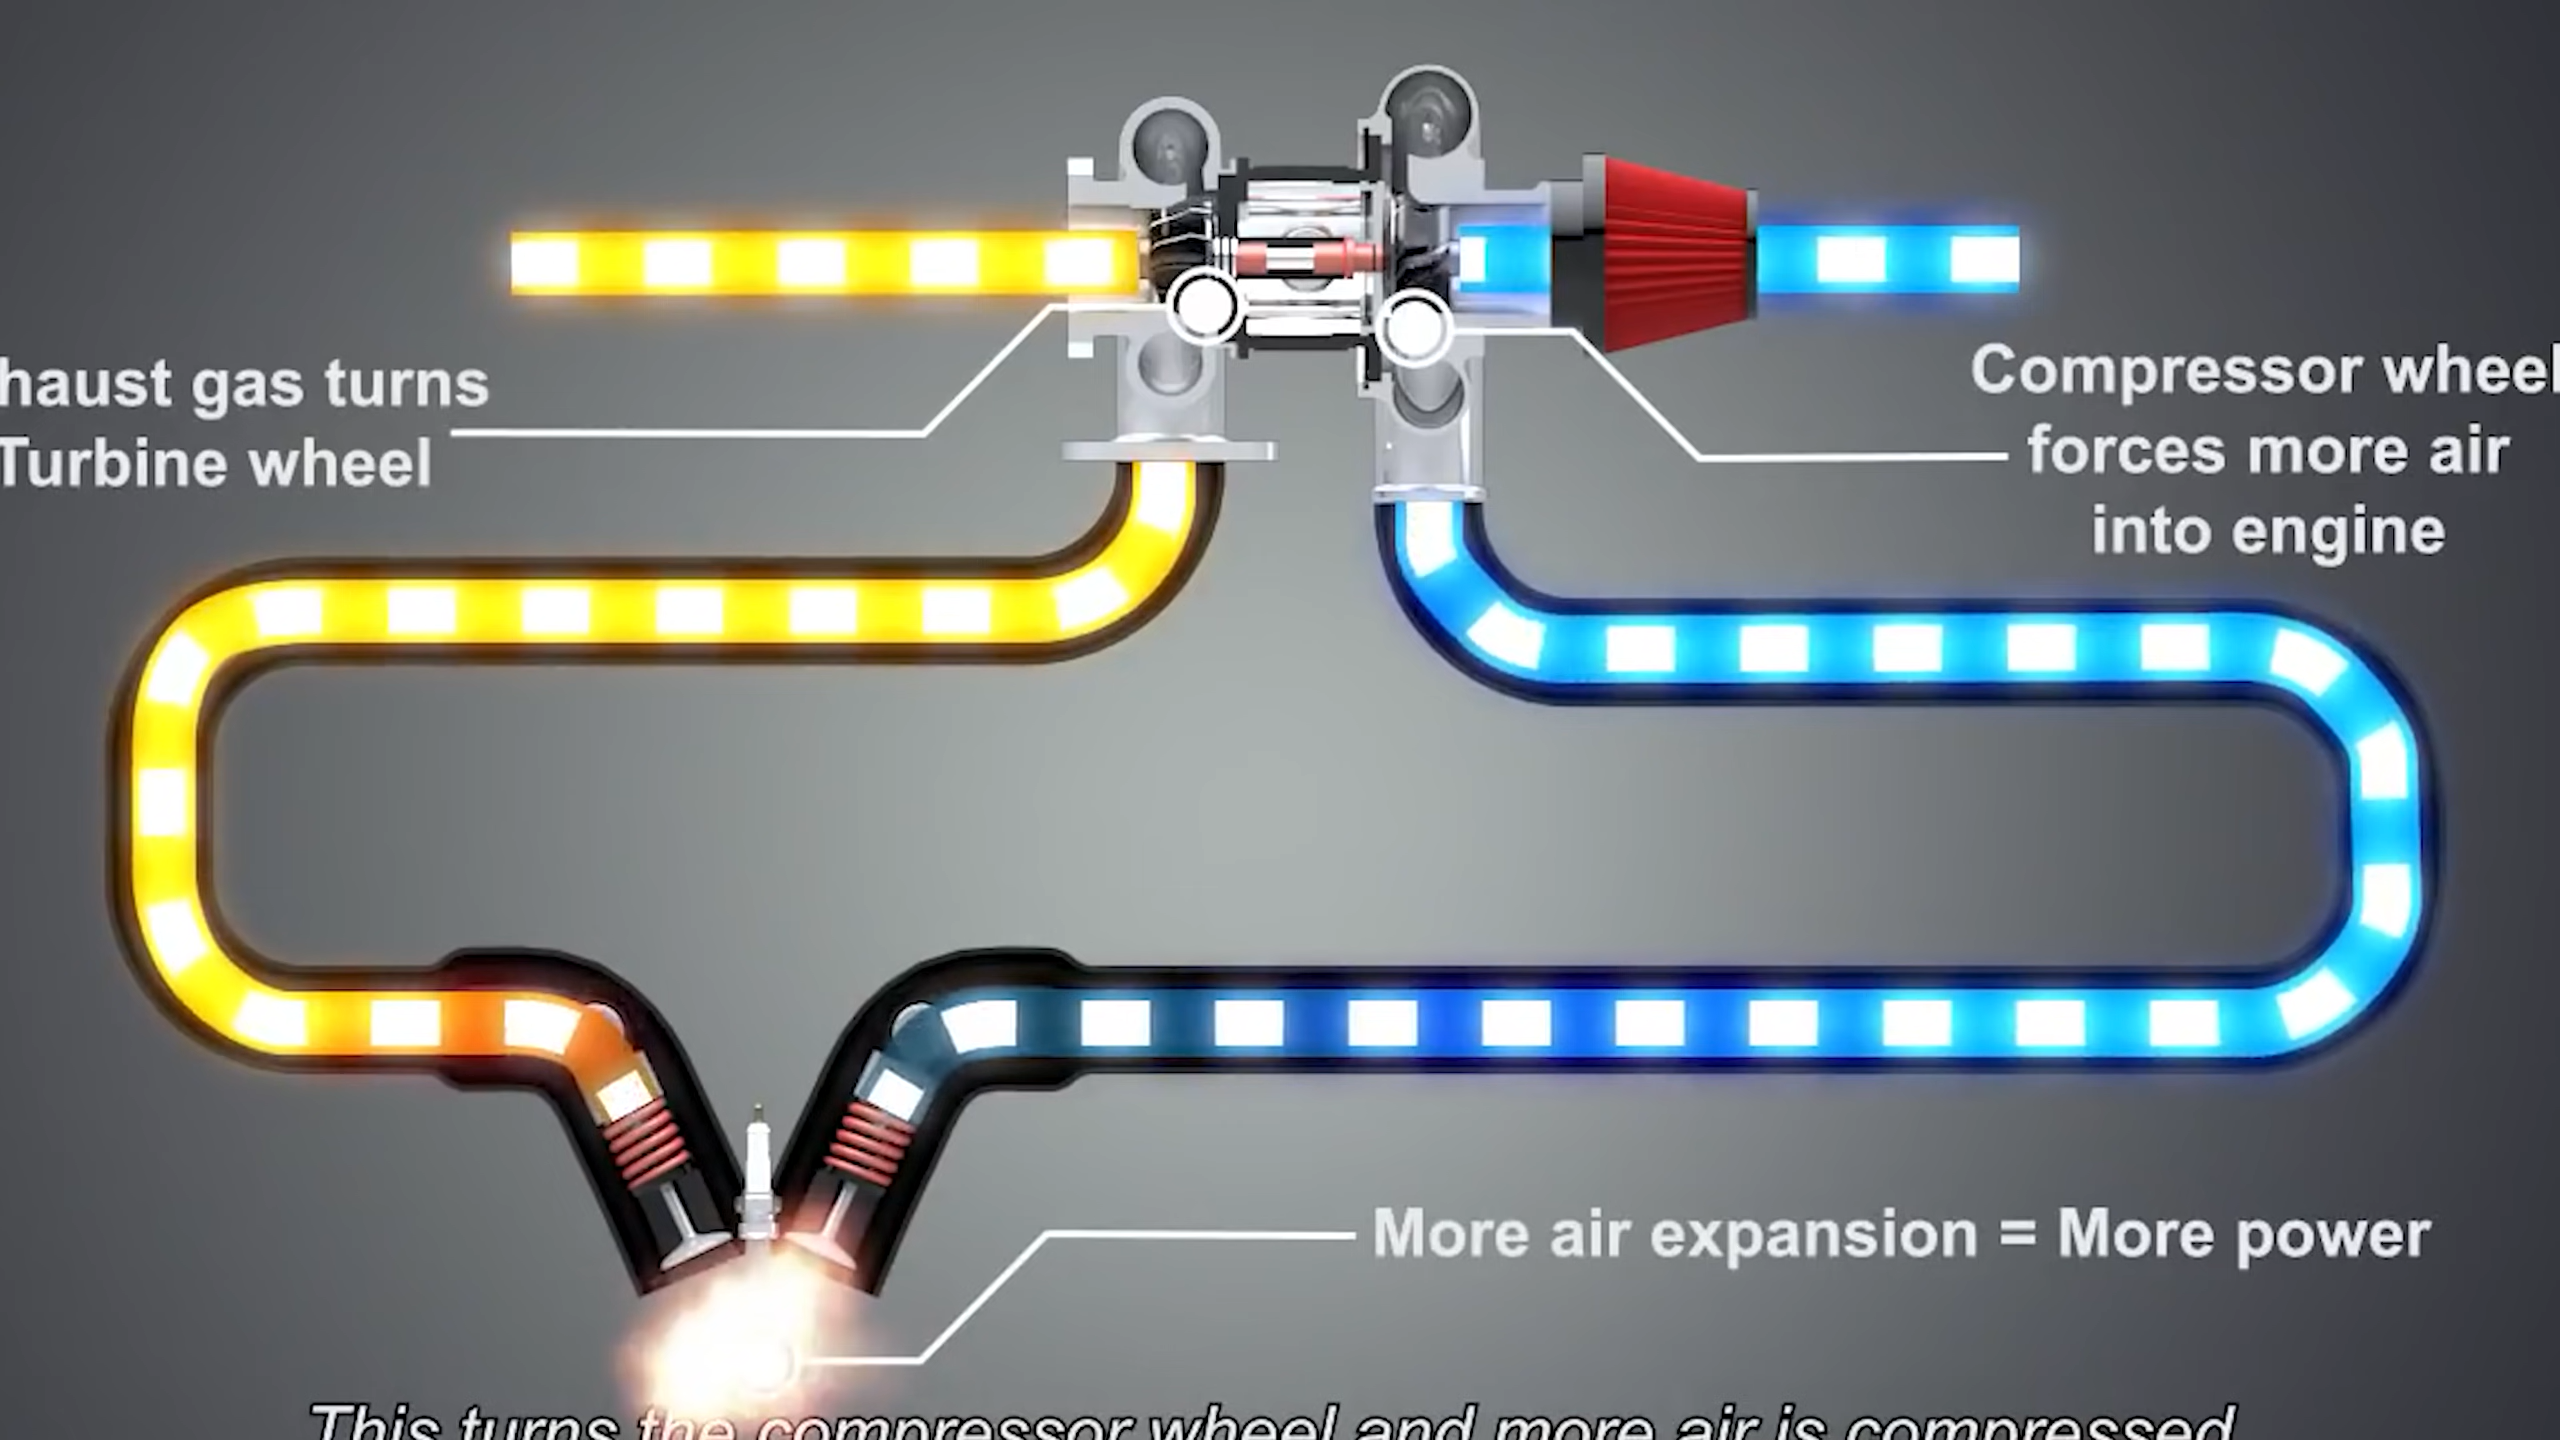 haust gas turns
Turbine wheel
Compressor wheel
forces more air
into engine
More air expansion = More power
This turns the compressor wheel and more air is compressed